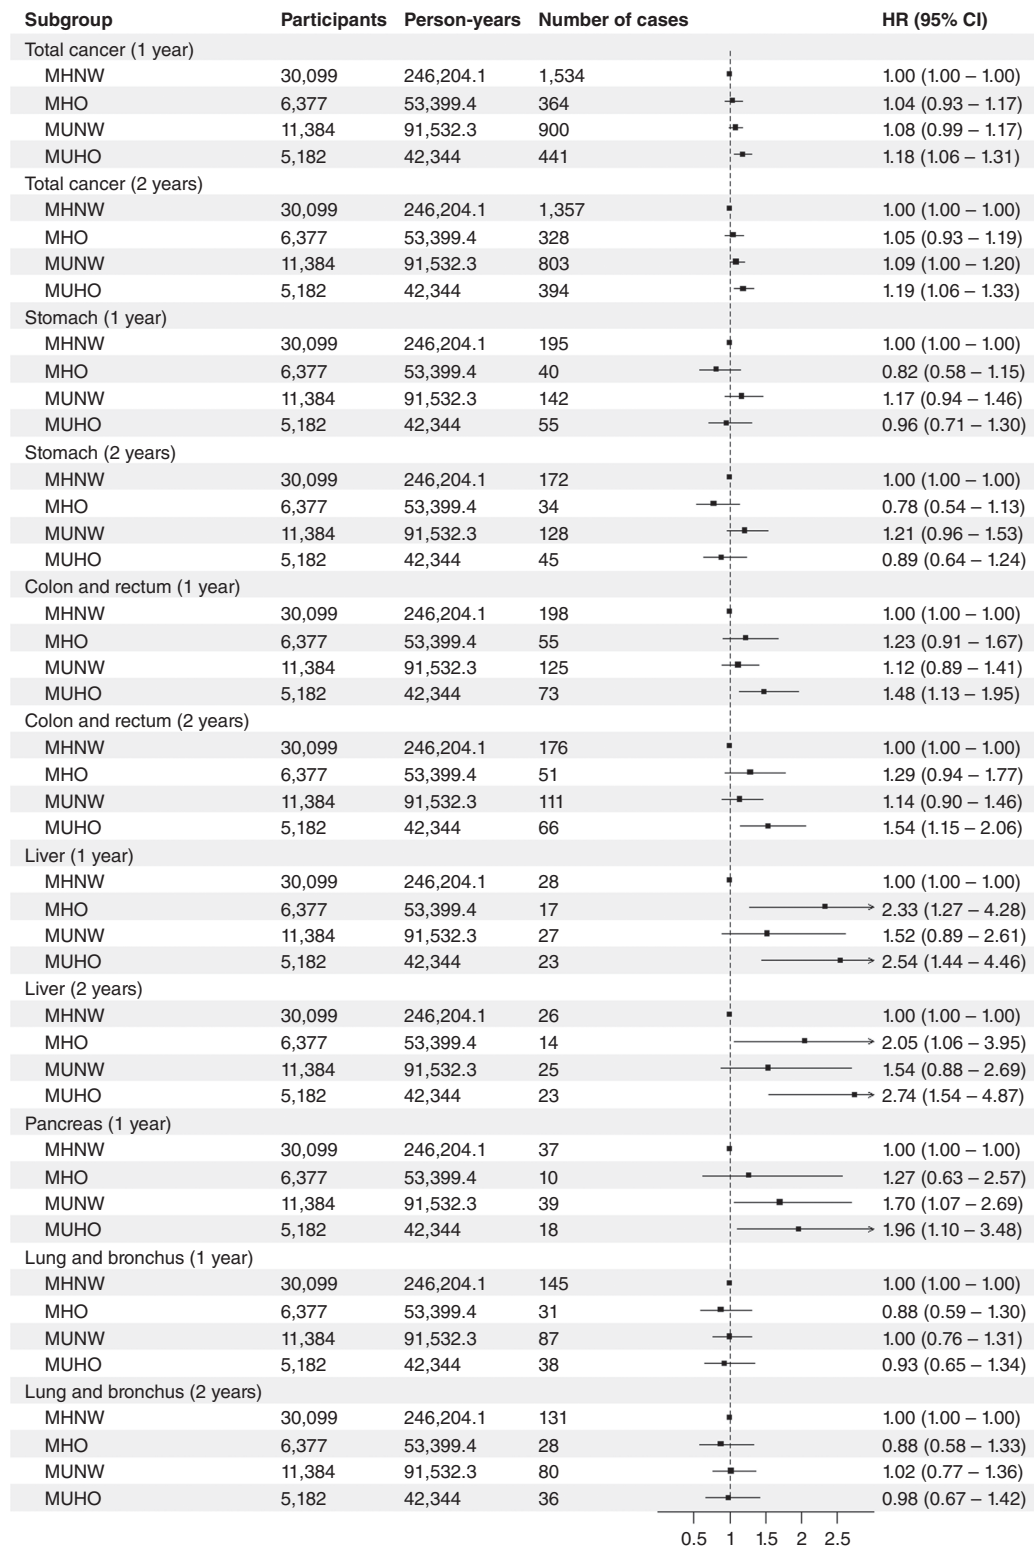 Subgroup Participants Person-years Number of cases HR (95% CI)
Total cancer (1 year)
MHNW 30,099 246,204.1 1,534 1.00 (1.00 – 1.00)
MHO 6,377 53,399.4 364 1.04 (0.93 – 1.17)
MUNW 11,384 91,532.3 900 1.08 (0.99 – 1.17)
MUHO 5,182 42,344 441 1.18 (1.06 – 1.31)
Total cancer (2 years)
MHNW 30,099 246,204.1 1,357 1.00 (1.00 – 1.00)
MHO 6,377 53,399.4 328 1.05 (0.93 – 1.19)
MUNW 11,384 91,532.3 803 1.09 (1.00 – 1.20)
MUHO 5,182 42,344 394 1.19 (1.06 – 1.33)
Stomach (1 year)
MHNW 30,099 246,204.1 195 1.00 (1.00 – 1.00)
MHO 6,377 53,399.4 40 0.82 (0.58 – 1.15)
MUNW 11,384 91,532.3 142 1.17 (0.94 – 1.46)
MUHO 5,182 42,344 55 0.96 (0.71 – 1.30)
Stomach (2 years)
MHNW 30,099 246,204.1 172 1.00 (1.00 – 1.00)
MHO 6,377 53,399.4 34 0.78 (0.54 – 1.13)
MUNW 11,384 91,532.3 128 1.21 (0.96 – 1.53)
MUHO 5,182 42,344 45 0.89 (0.64 – 1.24)
Colon and rectum (1 year)
MHNW 30,099 246,204.1 198 1.00 (1.00 – 1.00)
MHO 6,377 53,399.4 55 1.23 (0.91 – 1.67)
MUNW 11,384 91,532.3 125 1.12 (0.89 – 1.41)
MUHO 5,182 42,344 73 1.48 (1.13 – 1.95)
Colon and rectum (2 years)
MHNW 30,099 246,204.1 176 1.00 (1.00 – 1.00)
MHO 6,377 53,399.4 51 1.29 (0.94 – 1.77)
MUNW 11,384 91,532.3 111 1.14 (0.90 – 1.46)
MUHO 5,182 42,344 66 1.54 (1.15 – 2.06)
Liver (1 year)
MHNW 30,099 246,204.1 28 1.00 (1.00 – 1.00)
MHO 6,377 53,399.4 17 2.33 (1.27 – 4.28)
MUNW 11,384 91,532.3 27 1.52 (0.89 – 2.61)
MUHO 5,182 42,344 23 2.54 (1.44 – 4.46)
Liver (2 years)
MHNW 30,099 246,204.1 26 1.00 (1.00 – 1.00)
MHO 6,377 53,399.4 14 2.05 (1.06 – 3.95)
MUNW 11,384 91,532.3 25 1.54 (0.88 – 2.69)
MUHO 5,182 42,344 23 2.74 (1.54 – 4.87)
Pancreas (1 year)
MHNW 30,099 246,204.1 37 1.00 (1.00 – 1.00)
MHO 6,377 53,399.4 10 1.27 (0.63 – 2.57)
MUNW 11,384 91,532.3 39 1.70 (1.07 – 2.69)
MUHO 5,182 42,344 18 1.96 (1.10 – 3.48)
Lung and bronchus (1 year)
MHNW 30,099 246,204.1 145 1.00 (1.00 – 1.00)
MHO 6,377 53,399.4 31 0.88 (0.59 – 1.30)
MUNW 11,384 91,532.3 87 1.00 (0.76 – 1.31)
MUHO 5,182 42,344 38 0.93 (0.65 – 1.34)
Lung and bronchus (2 years)
MHNW 30,099 246,204.1 131 1.00 (1.00 – 1.00)
MHO 6,377 53,399.4 28 0.88 (0.58 – 1.33)
MUNW 11,384 91,532.3 80 1.02 (0.77 – 1.36)
MUHO 5,182 42,344 36 0.98 (0.67 – 1.42)
0.5 1 1.5 2 2.5